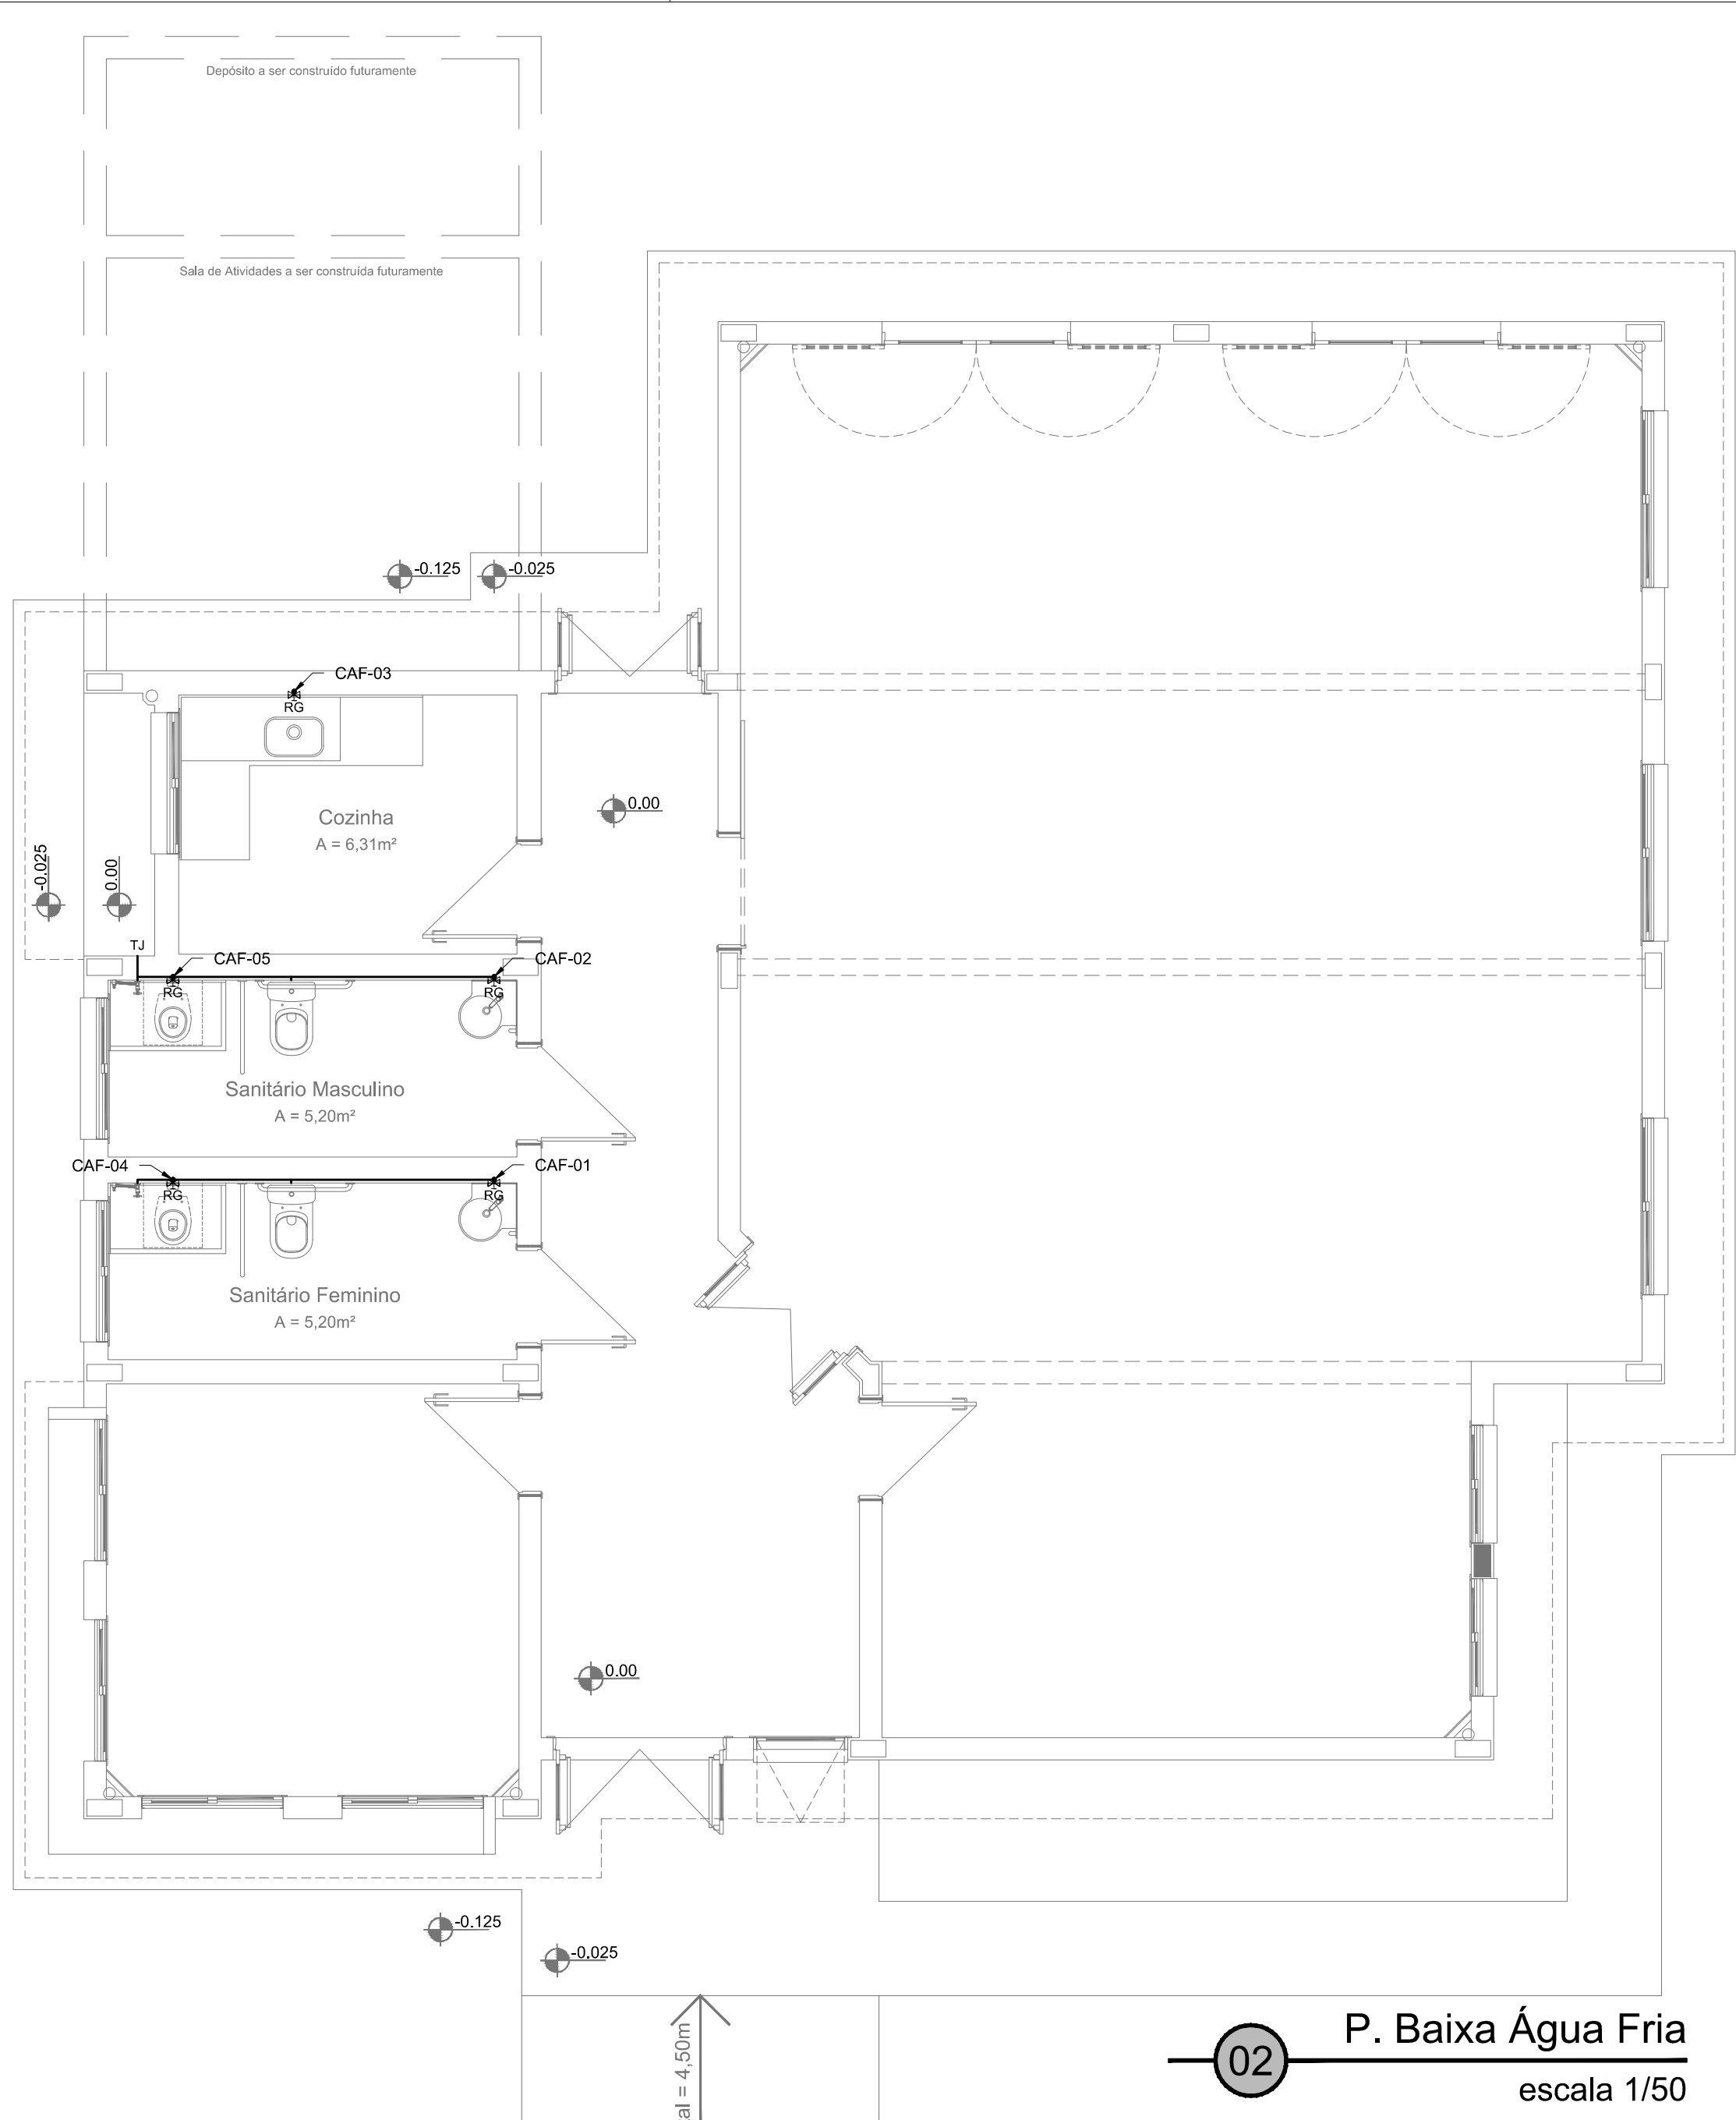 Depósito a ser construído futuramente
Sala de Atividades a ser construída futuramente
-0.125
-0.025
CAF-03
RG
0.00
Cozinha
A = 6,31m²
-0.025
0.00
TJ
CAF-05
CAF-02
RG
RG
Sanitário Masculino
A = 5,20m²
CAF-04
CAF-01
RG
RG
Sanitário Feminino
A = 5,20m²
0.00
-0.125
-0.025
al = 4,50m
P. Baixa Água Fria
02
escala 1/50